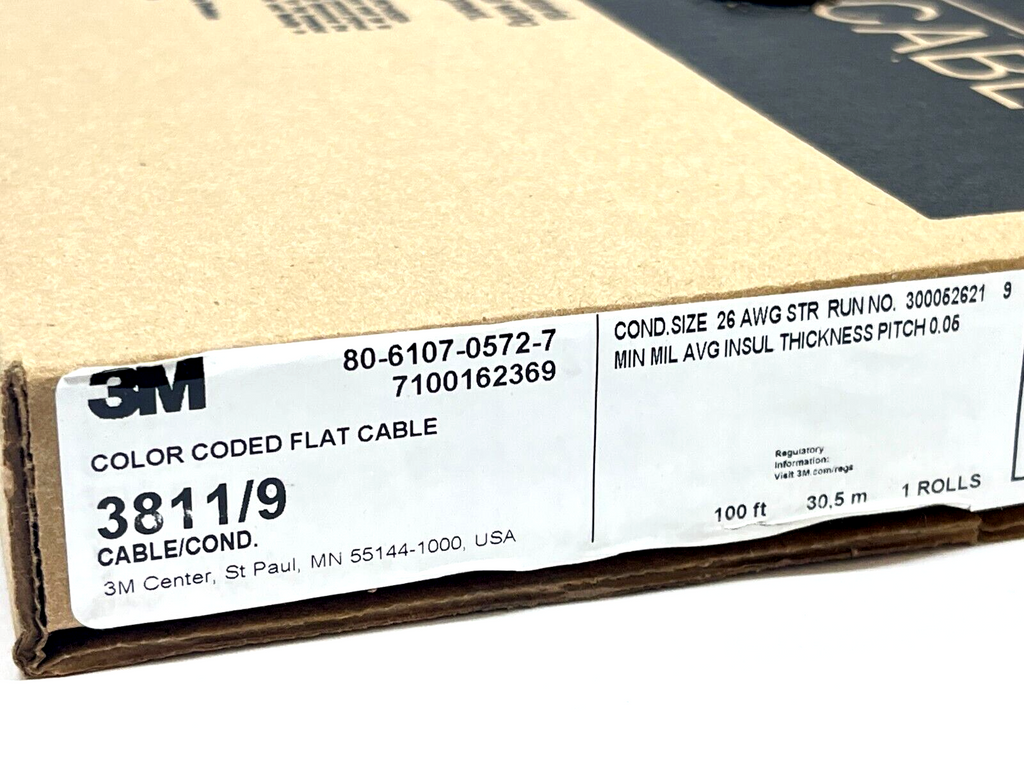 CABL
3M
80-6107-0572-7
7100162369
COLOR CODED FLAT CABLE
3811/9
CABLE/COND.
3M Center, St Paul, MN 55144-1000, USA
COND.SIZE 26 AWG STR RUN NO. 300052621 9
MIN MIL AVG INSUL THICKNESS PITCH 0.05
Regulatory
Information:
Visit 3M.com/regs
100 ft 30,5 m 1 ROLLS